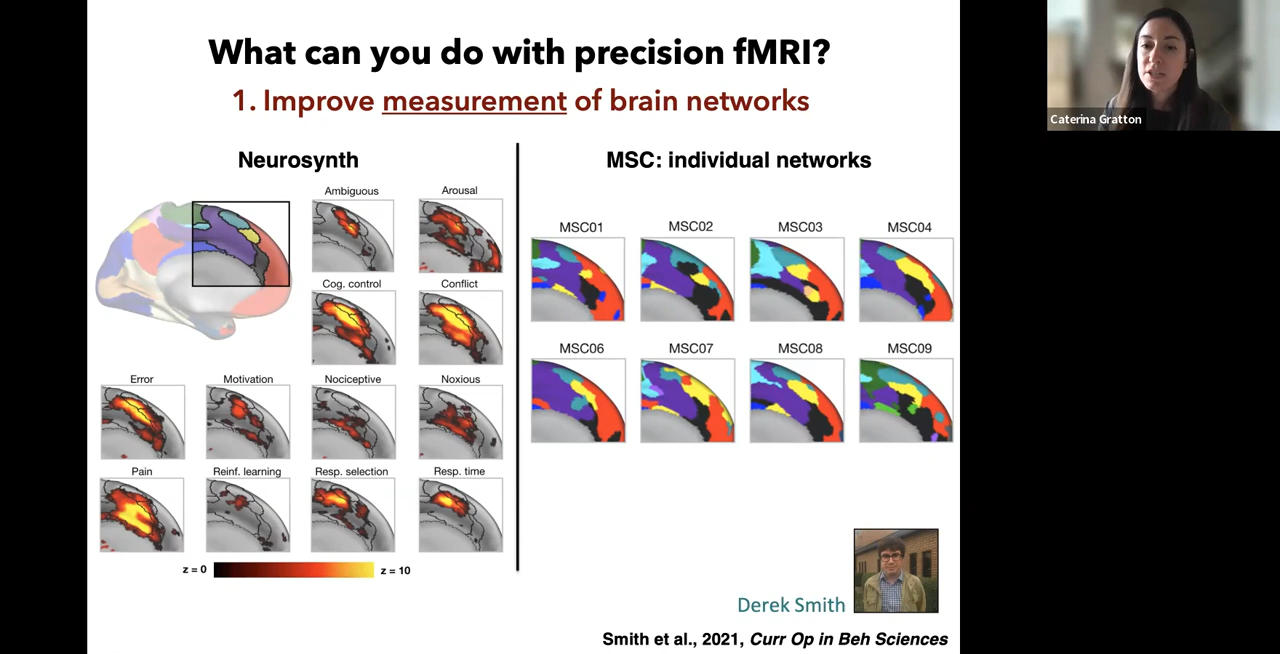 What can you do with precision fMRI?
1. Improve measurement of brain networks
Neurosynth
Ambiguous
Arousal
Cog. control
Conflict
Error
Motivation
Nociceptive
Noxious
Pain
Reinf. learning
Resp. selection
Resp. time
z = 0
z = 10
MSC: individual networks
MSC01
MSC02
MSC03
MSC04
MSC06
MSC07
MSC08
MSC09
Derek Smith
Smith et al., 2021, Curr Op in Beh Sciences
Caterina Gratton